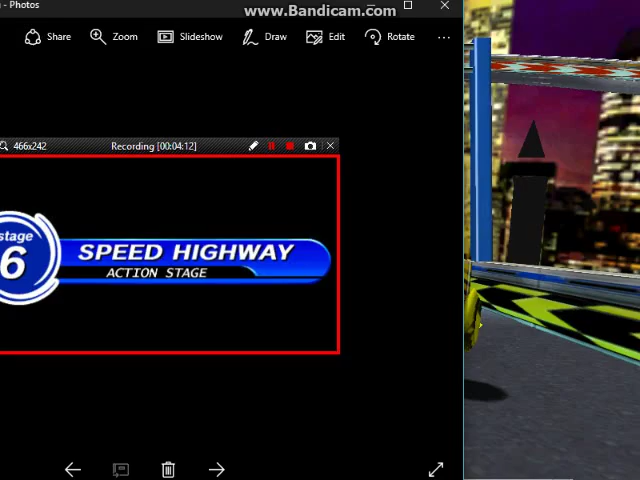 - Photos
www.Bandicam.com
Share
Zoom
Slideshow
Draw
Edit
Rotate
466x242
Recording [00:04:12]
stage
6
SPEED HIGHWAY
ACTION STAGE